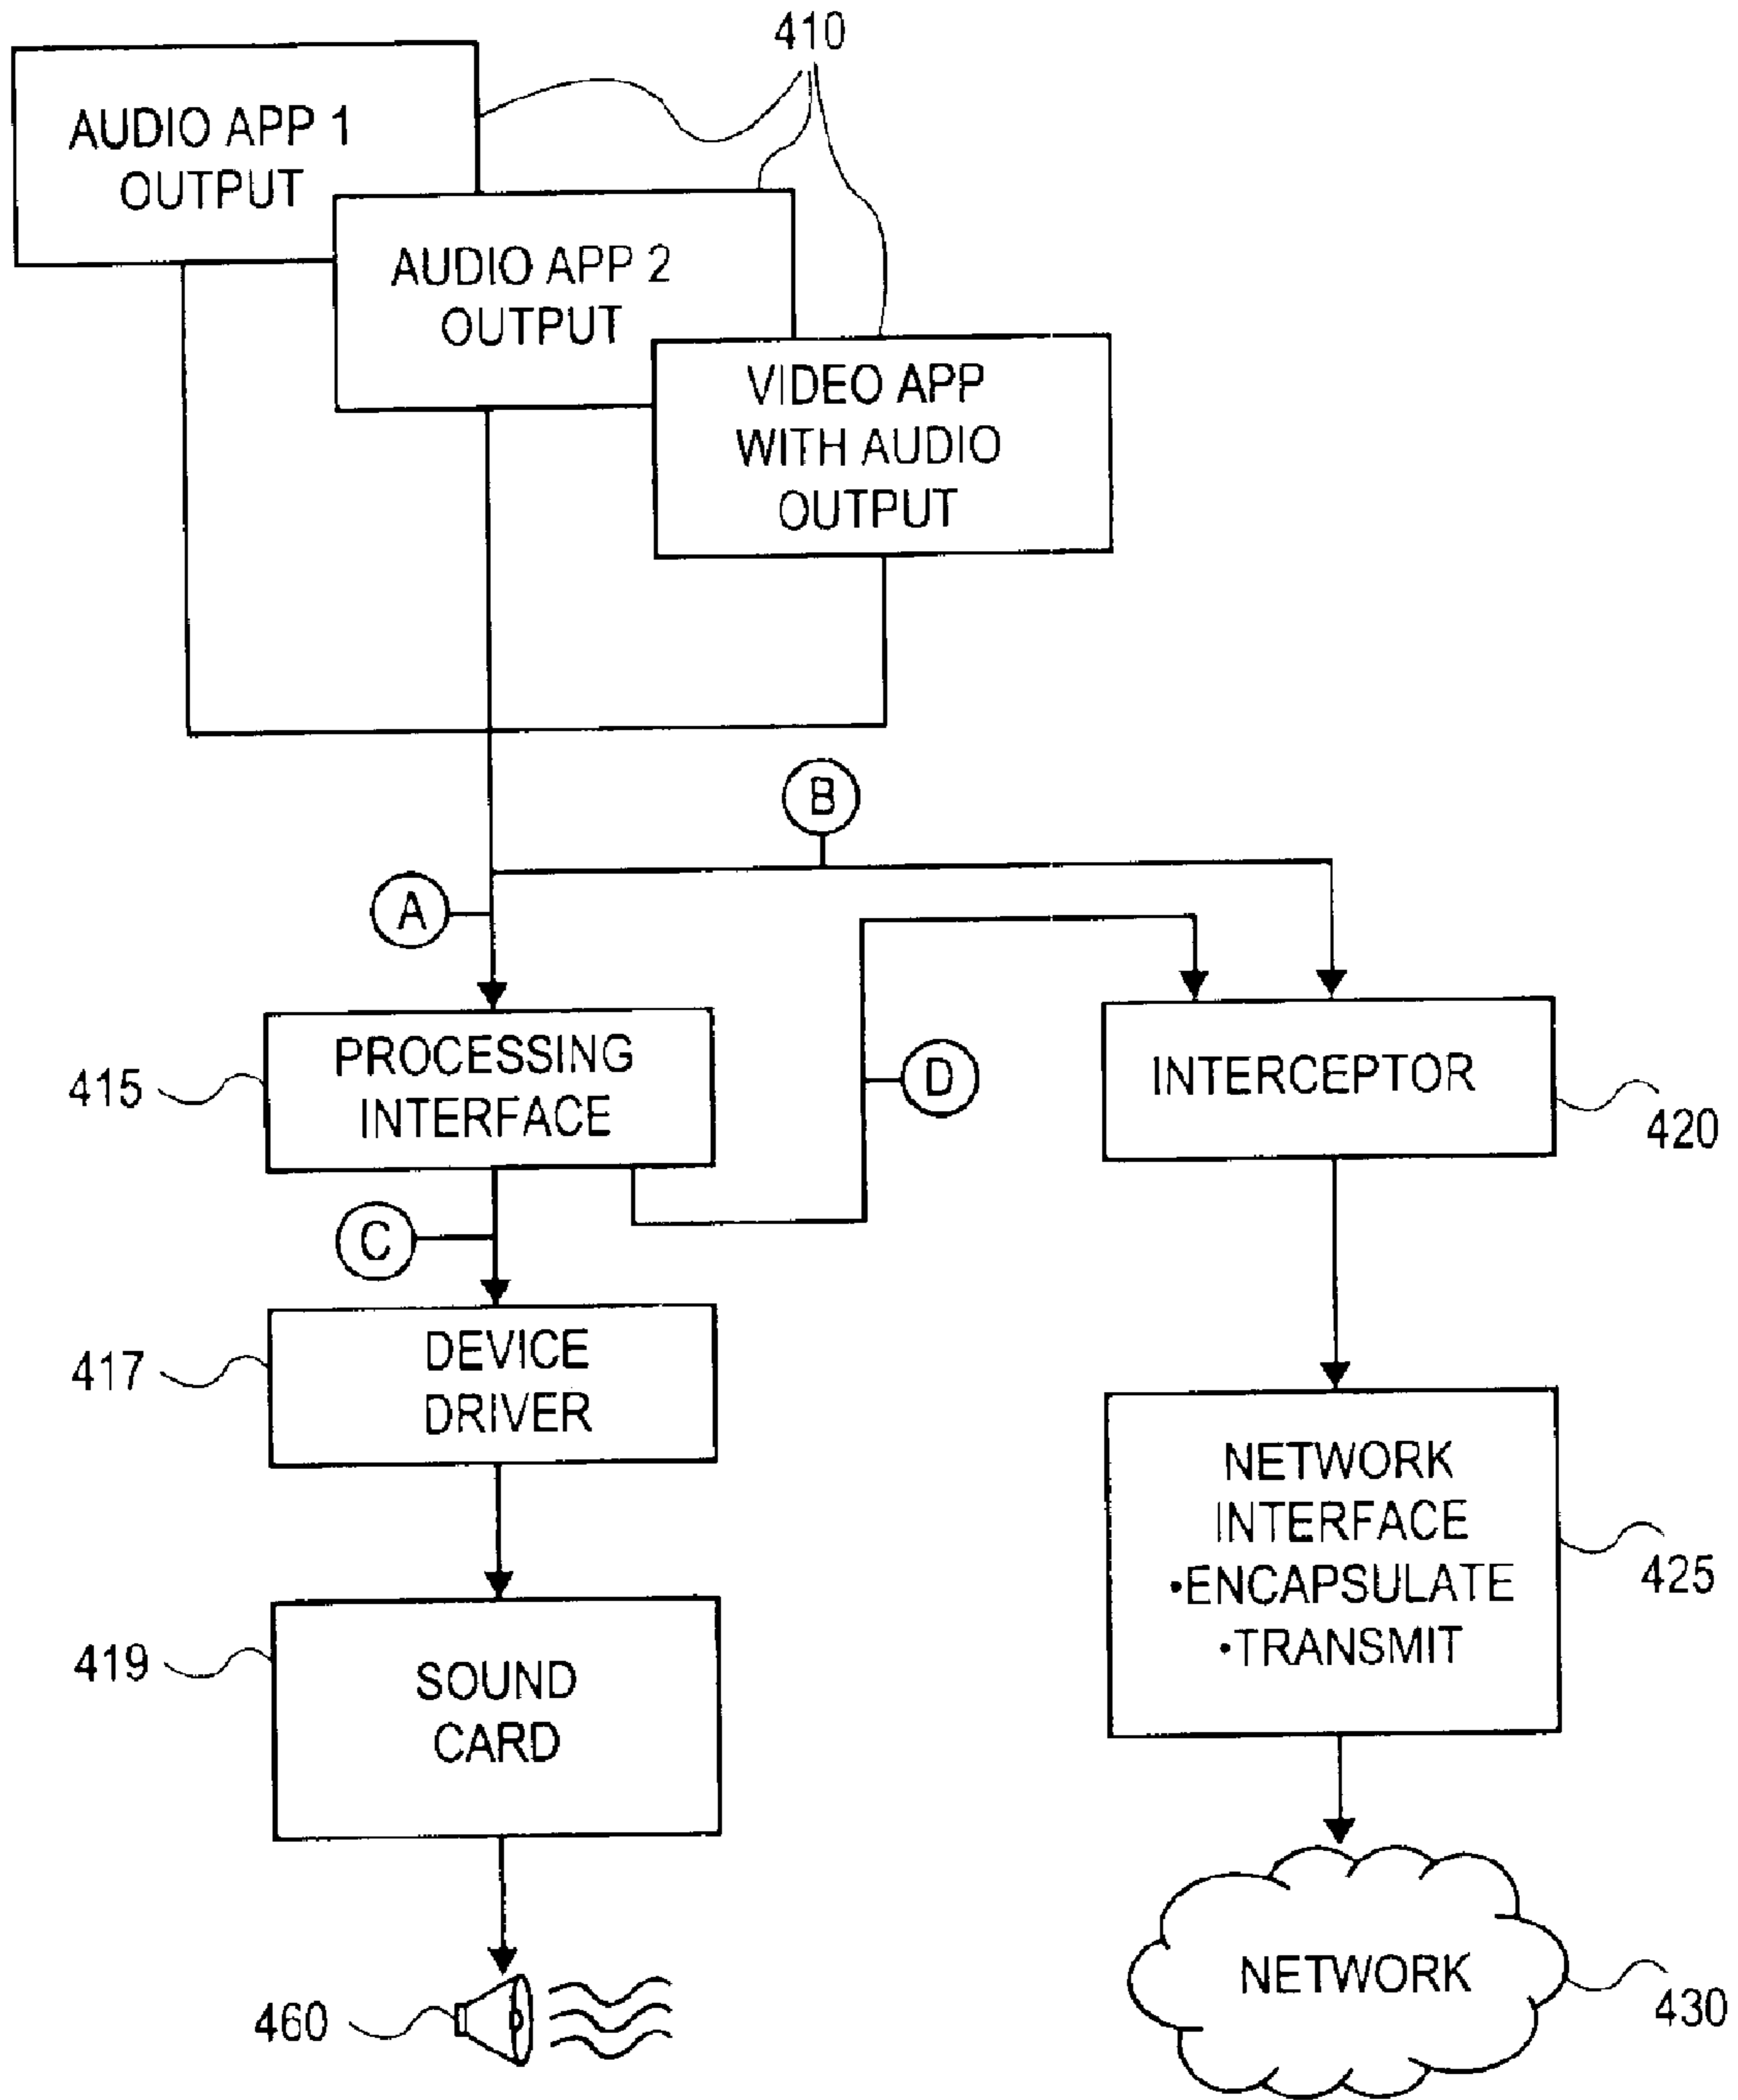 410
AUDIO APP 1
OUTPUT
AUDIO APP 2
OUTPUT
VIDEO APP
WITH AUDIO
OUTPUT
B
A
PROCESSING
INTERFACE
415
D
INTERCEPTOR
420
C
DEVICE
DRIVER
417
NETWORK
INTERFACE
•ENCAPSULATE
•TRANSMIT
425
419
SOUND
CARD
NETWORK
430
460